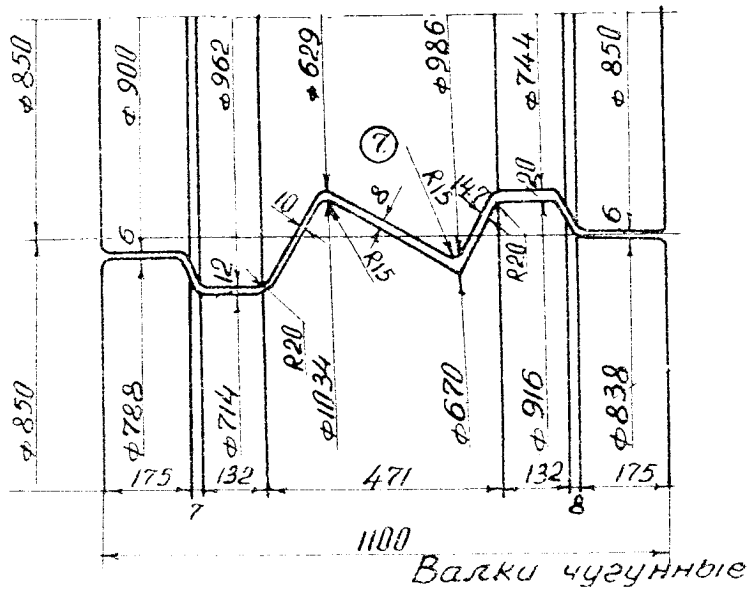 ф850
ф900
ф962
ф629
ф986
ф744
ф850
7
R15
14,7
20
8
10
R15
R20
6
6
12
R20
ф850
ф788
ф714
ф1034
ф670
ф916
ф838
175
132
471
132
175
7
8
1100
Валки чугунные